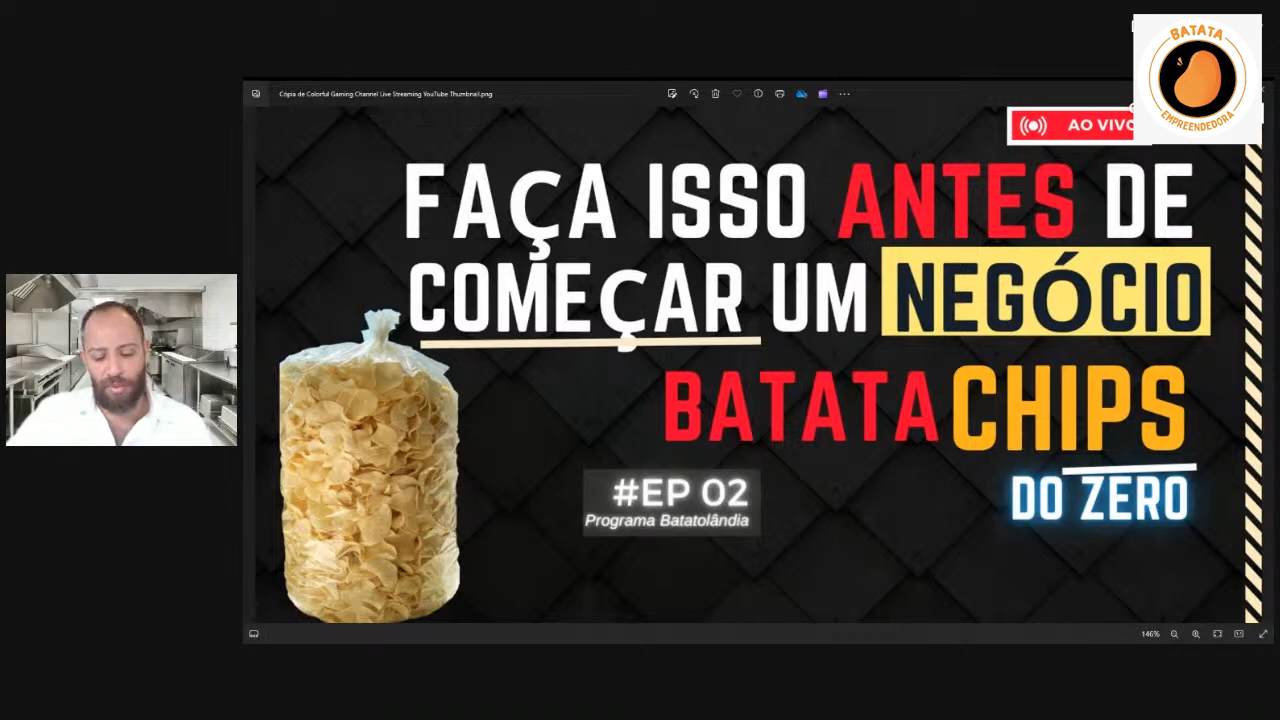 BATATA
EMPREENDEDORA
Cópia de Colorful Gaming Channel Live Streaming YouTube Thumbnail.png
AO VIVO
FAÇA ISSO ANTES DE
COMEÇAR UM NEGÓCIO
BATATA CHIPS
#EP 02
DO ZERO
Programa Batatolândia
146%